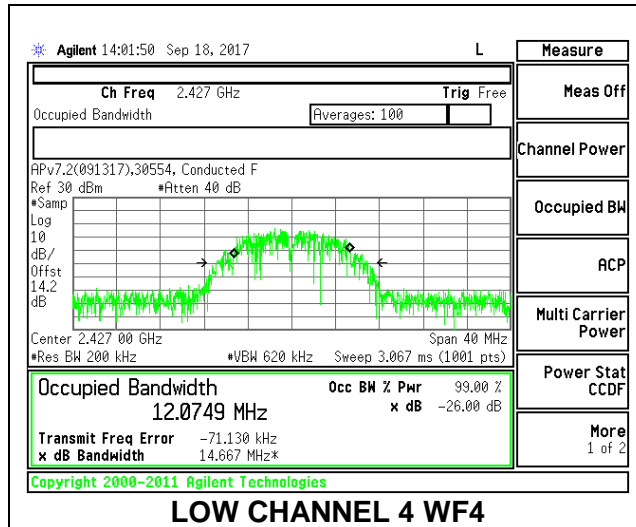 Agilent 14:01:50 Sep 18, 2017 L
Measure
Ch Freq 2.427 GHz Trig Free
Occupied Bandwidth Averages: 100
Meas Off
Channel Power
Occupied BW
ACP
Multi Carrier
Power
Power Stat
CCDF
More
1 of 2
APv7.2(091317),30554, Conducted F
Ref 30 dBm #Atten 40 dB
#Samp
Log
10
dB/
Offst
14.2
dB
Center 2.427 00 GHz Span 40 MHz
#Res BW 200 kHz #VBW 620 kHz Sweep 3.067 ms (1001 pts)
Occupied Bandwidth Occ BW % Pwr 99.00 %
12.0749 MHz x dB -26.00 dB
Transmit Freq Error -71.130 kHz
x dB Bandwidth 14.667 MHz*
Copyright 2000-2011 Agilent Technologies
LOW CHANNEL 4 WF4